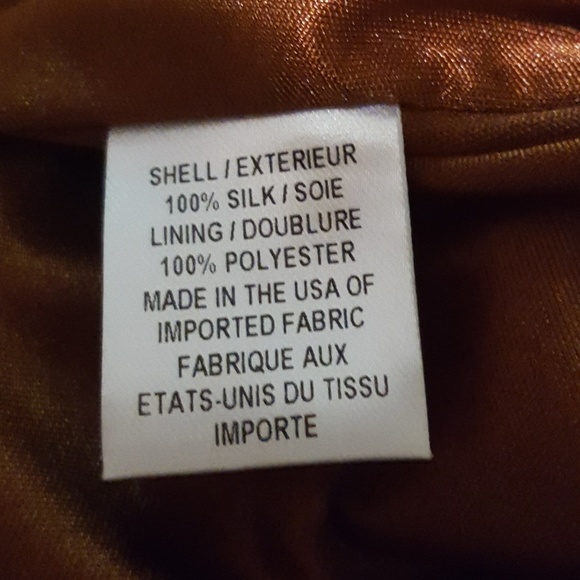 SHELL / EXTERIEUR
100% SILK / SOIE
LINING / DOUBLURE
100% POLYESTER
MADE IN THE USA OF
IMPORTED FABRIC
FABRIQUE AUX
ETATS-UNIS DU TISSU
IMPORTE